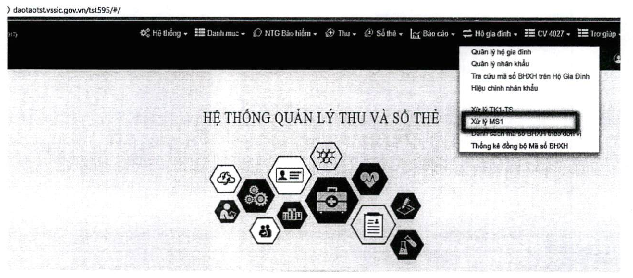 daotaotst.vssic.gov.vn/tst595/#/
Hệ thống Danh mục NTG Bảo hiểm Thu Sổ thẻ Báo cáo Hộ gia đình CV 4027 Trợ giúp
Quản lý hộ gia đình
Quản lý nhân khẩu
Tra cứu mã số BHXH trên Hộ Gia Đình
Hiệu chỉnh nhân khẩu
Xử lý TK1-TS
Xử lý MS1
Danh sách mã số BHXH theo đơn vị
Thống kê đồng bộ Mã số BHXH
HỆ THỐNG QUẢN LÝ THU VÀ SỔ THẺ